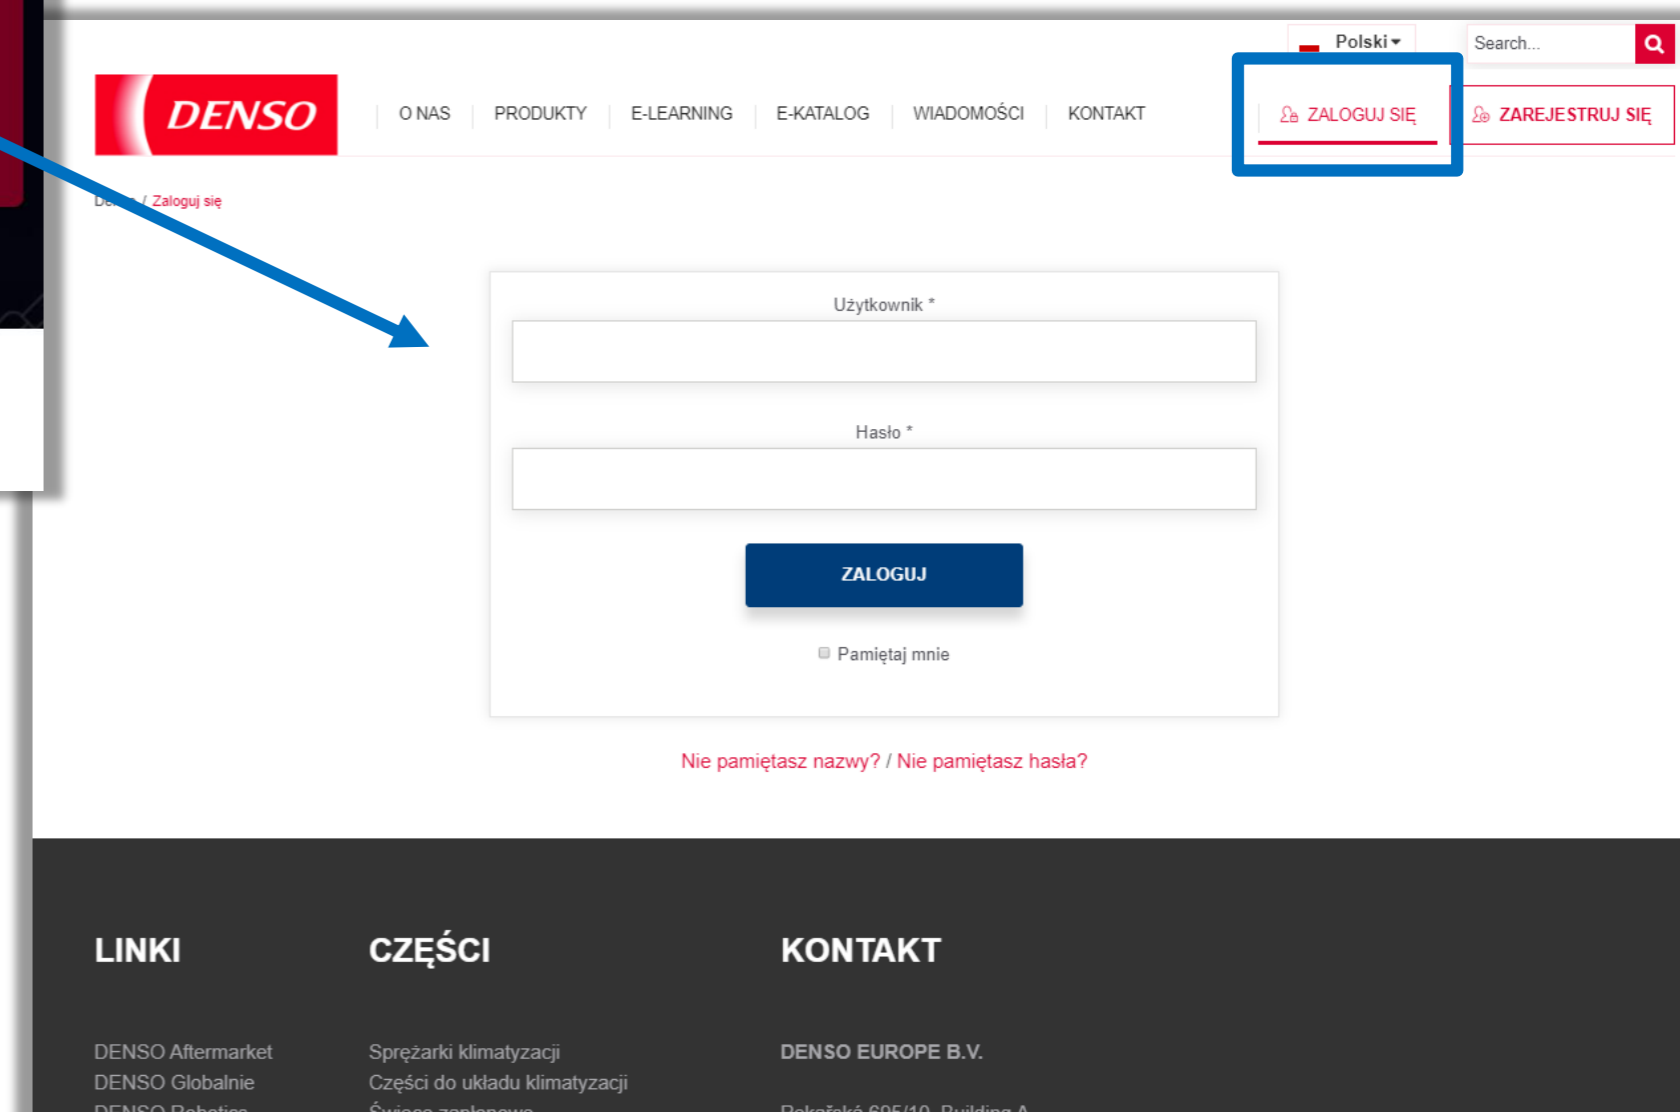 Polski
Search...
DENSO
O NAS
PRODUKTY
E-LEARNING
E-KATALOG
WIADOMOŚCI
KONTAKT
ZALOGUJ SIĘ
ZAREJESTRUJ SIĘ
/ Zaloguj się
Użytkownik *
Hasło *
ZALOGUJ
Pamiętaj mnie
Nie pamiętasz nazwy? / Nie pamiętasz hasła?
LINKI
CZĘŚCI
KONTAKT
DENSO Aftermarket
Sprężarki klimatyzacji
DENSO EUROPE B.V.
DENSO Globalnie
Części do układu klimatyzacji